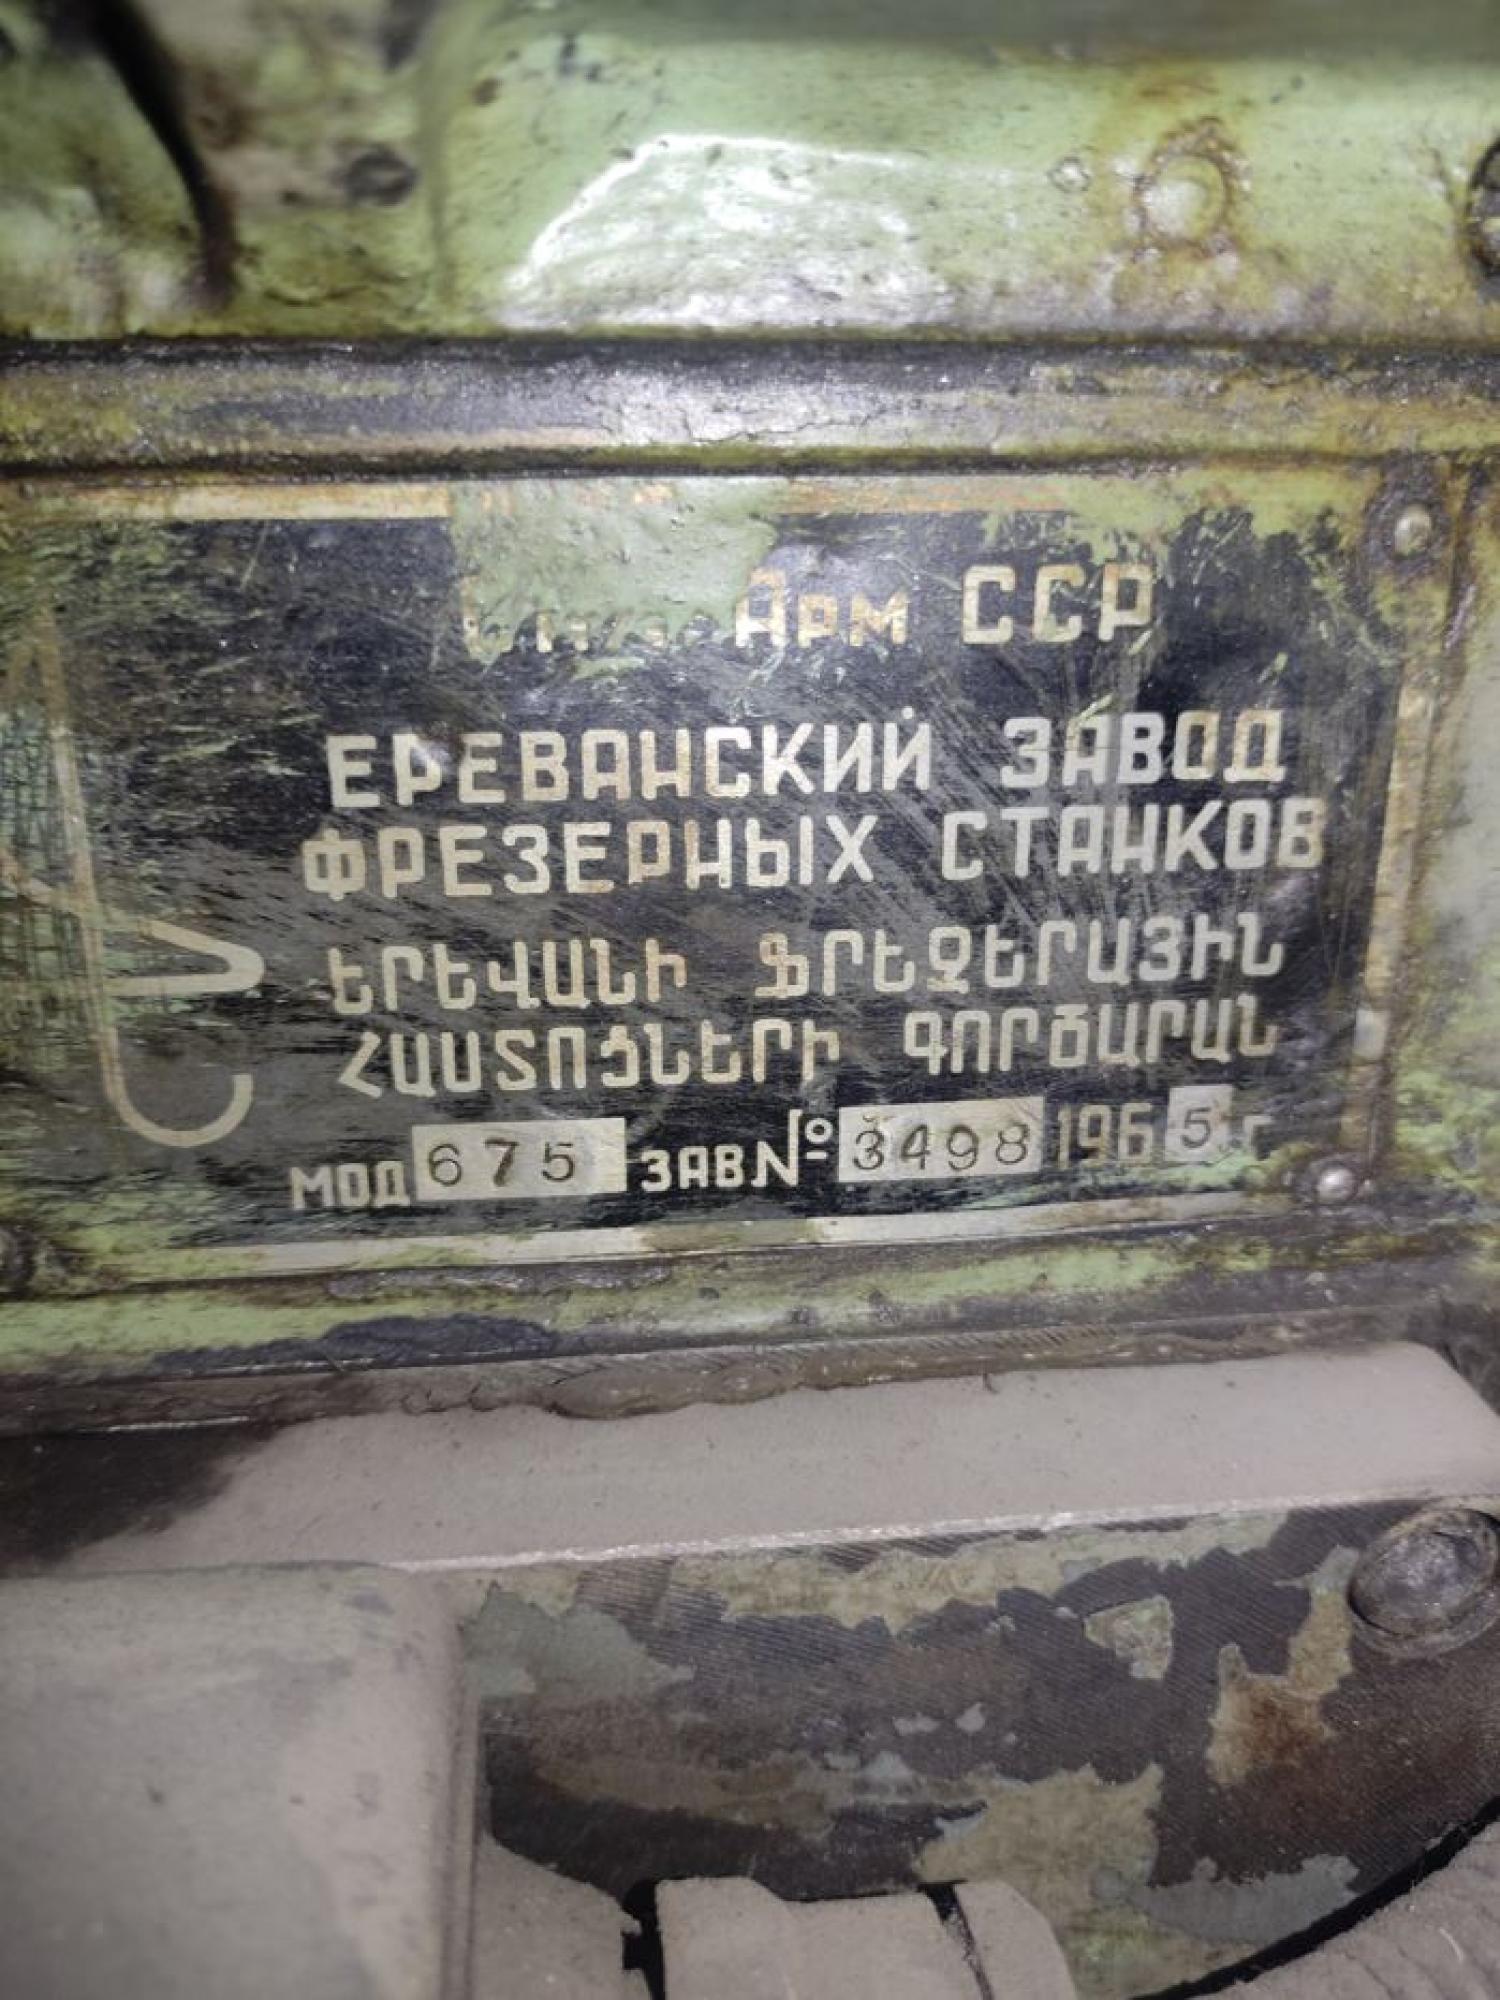 Арм ССР
ЕРЕВАНСКИЙ ЗАВОД
ФРЕЗЕРНЫХ СТАНКОВ
ԵՐԵՎԱՆԻ ՖՐԵԶԵՐԱՅԻՆ
ՀԱՍՏՈՑՆԵՐԻ ԳՈՐԾԱՐԱՆ
МОД 675 ЗАВ.№ 3498 1965 г